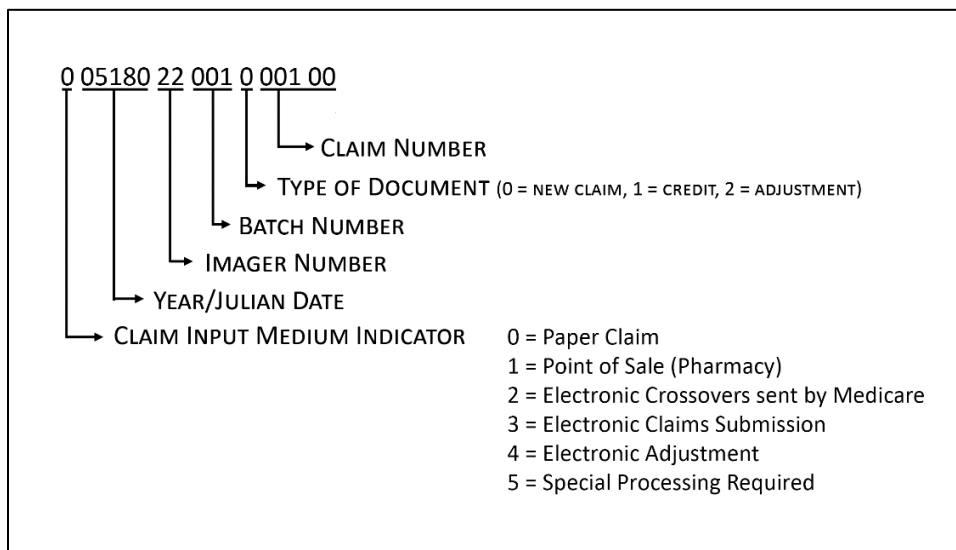 0 05180 22 001 0 001 00
CLAIM NUMBER
TYPE OF DOCUMENT (0 = NEW CLAIM, 1 = CREDIT, 2 = ADJUSTMENT)
BATCH NUMBER
IMAGER NUMBER
YEAR/JULIAN DATE
CLAIM INPUT MEDIUM INDICATOR
0 = Paper Claim
1 = Point of Sale (Pharmacy)
2 = Electronic Crossovers sent by Medicare
3 = Electronic Claims Submission
4 = Electronic Adjustment
5 = Special Processing Required